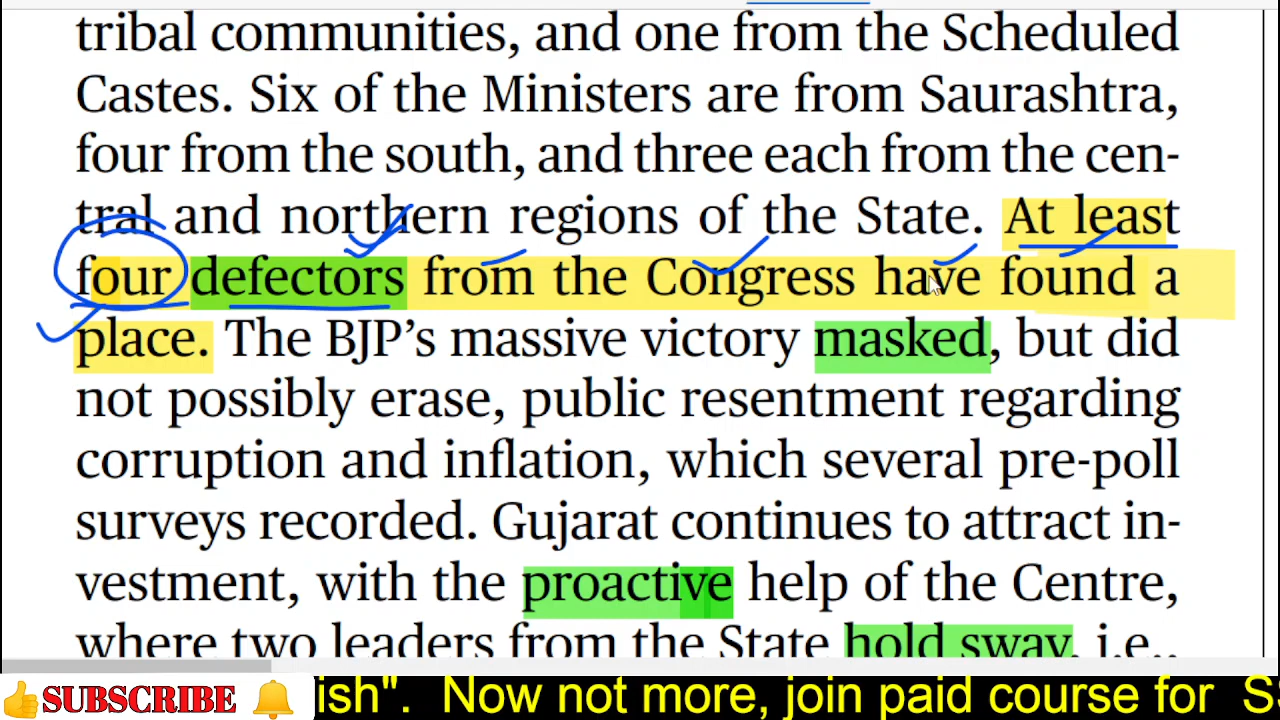 tribal communities, and one from the Scheduled
Castes. Six of the Ministers are from Saurashtra,
four from the south, and three each from the cen-
tral and northern regions of the State. At least
four defectors from the Congress have found a
place. The BJP’s massive victory masked, but did
not possibly erase, public resentment regarding
corruption and inflation, which several pre-poll
surveys recorded. Gujarat continues to attract in-
vestment, with the proactive help of the Centre,
where two leaders from the State hold sway, i.e.,
SUBSCRIBE ish". Now not more, join paid course for